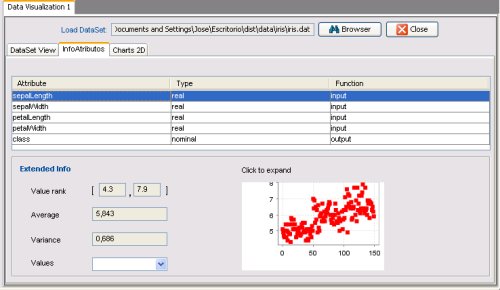 Data Visualization 1
Load DataSet: Documents and Settings\Jose\Escritorio\dist\data\iris\iris.dat Browser Close
DataSet View InfoAtributos Charts 2D
Attribute Type Function
sepalLength real input
sepalWidth real input
petalLength real input
petalWidth real input
class nominal output
Extended Info Click to expand
Value rank [ 4.3 , 7.9 ]
Average 5,843
Variance 0,686
Values
8
7
6
5
0 50 100 150